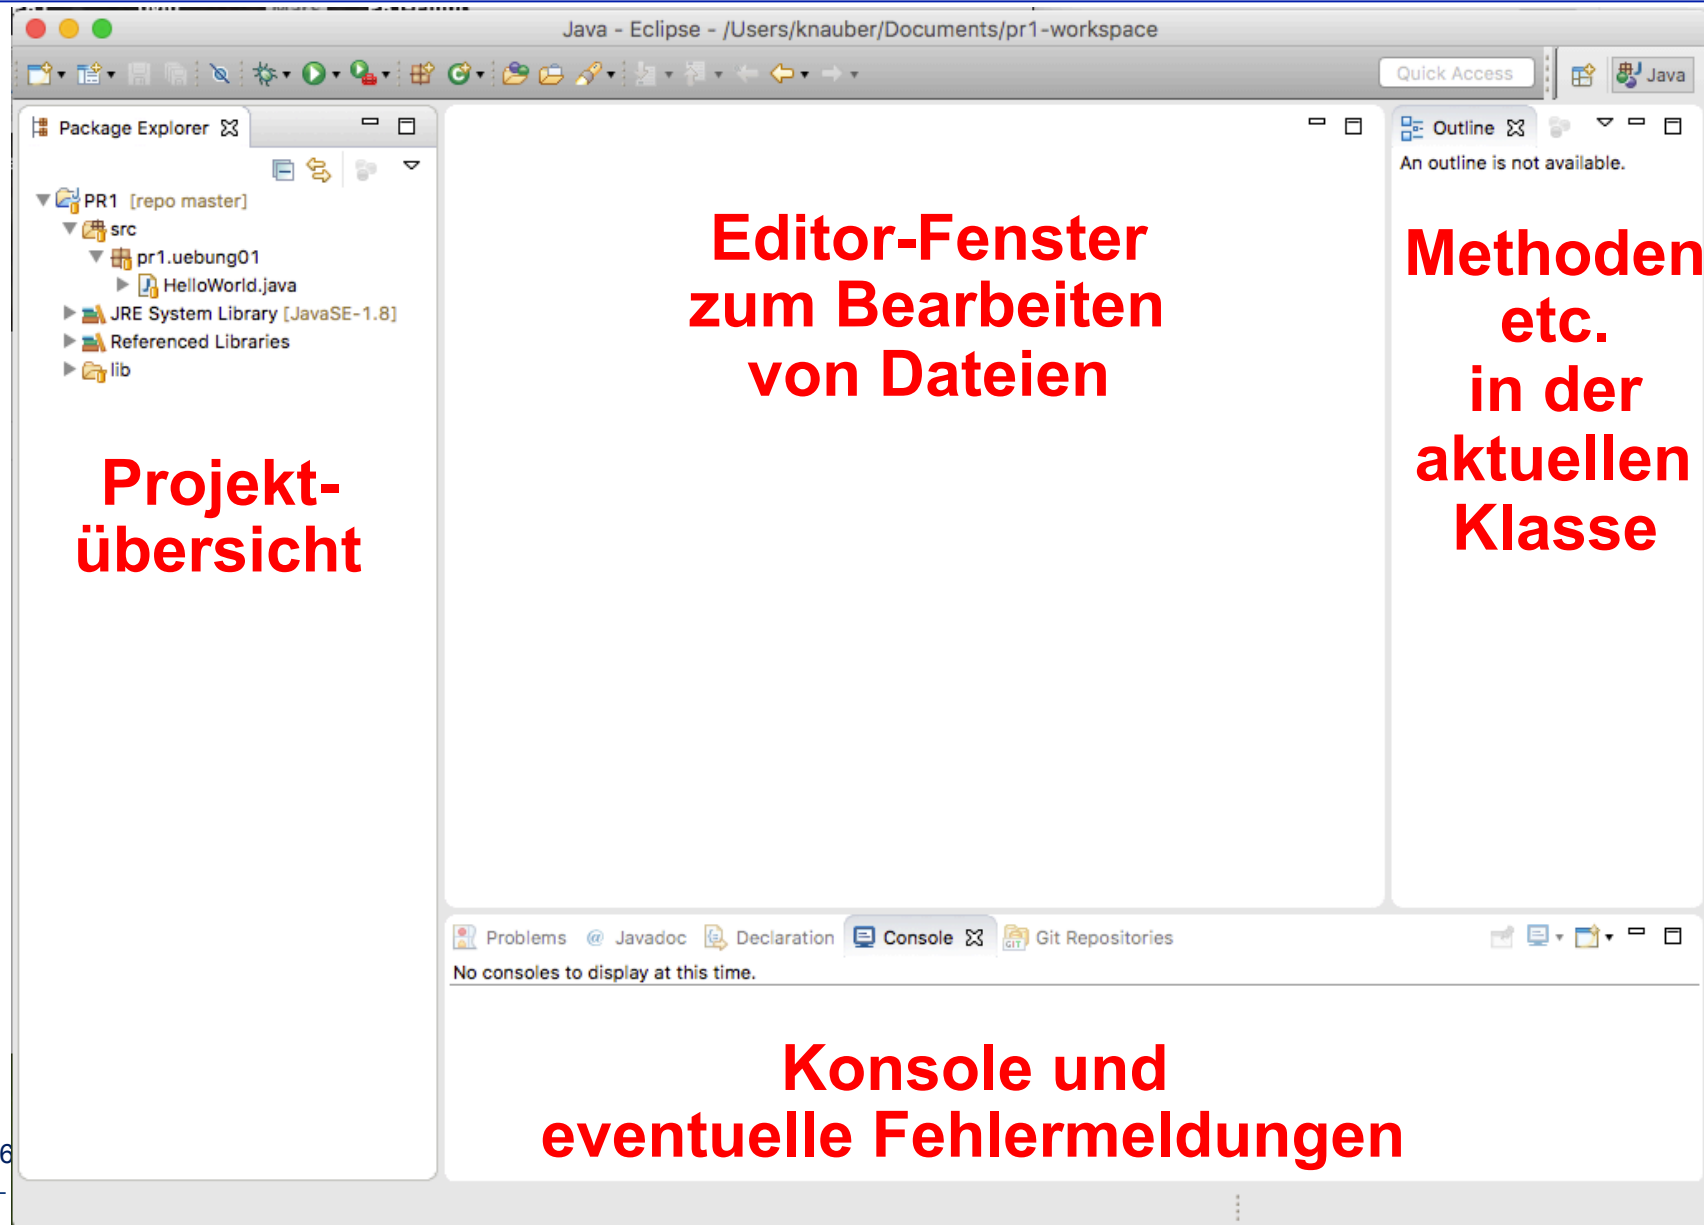 Java - Eclipse - /Users/knauber/Documents/pr1-workspace
Quick Access
Java
Package Explorer
PR1 [repo master]
src
pr1.uebung01
HelloWorld.java
JRE System Library [JavaSE-1.8]
Referenced Libraries
lib
Projekt-
übersicht
Editor-Fenster
zum Bearbeiten
von Dateien
Outline
An outline is not available.
Methoden
etc.
in der
aktuellen
Klasse
Problems @ Javadoc Declaration Console Git Repositories
No consoles to display at this time.
Konsole und
eventuelle Fehlermeldungen
6